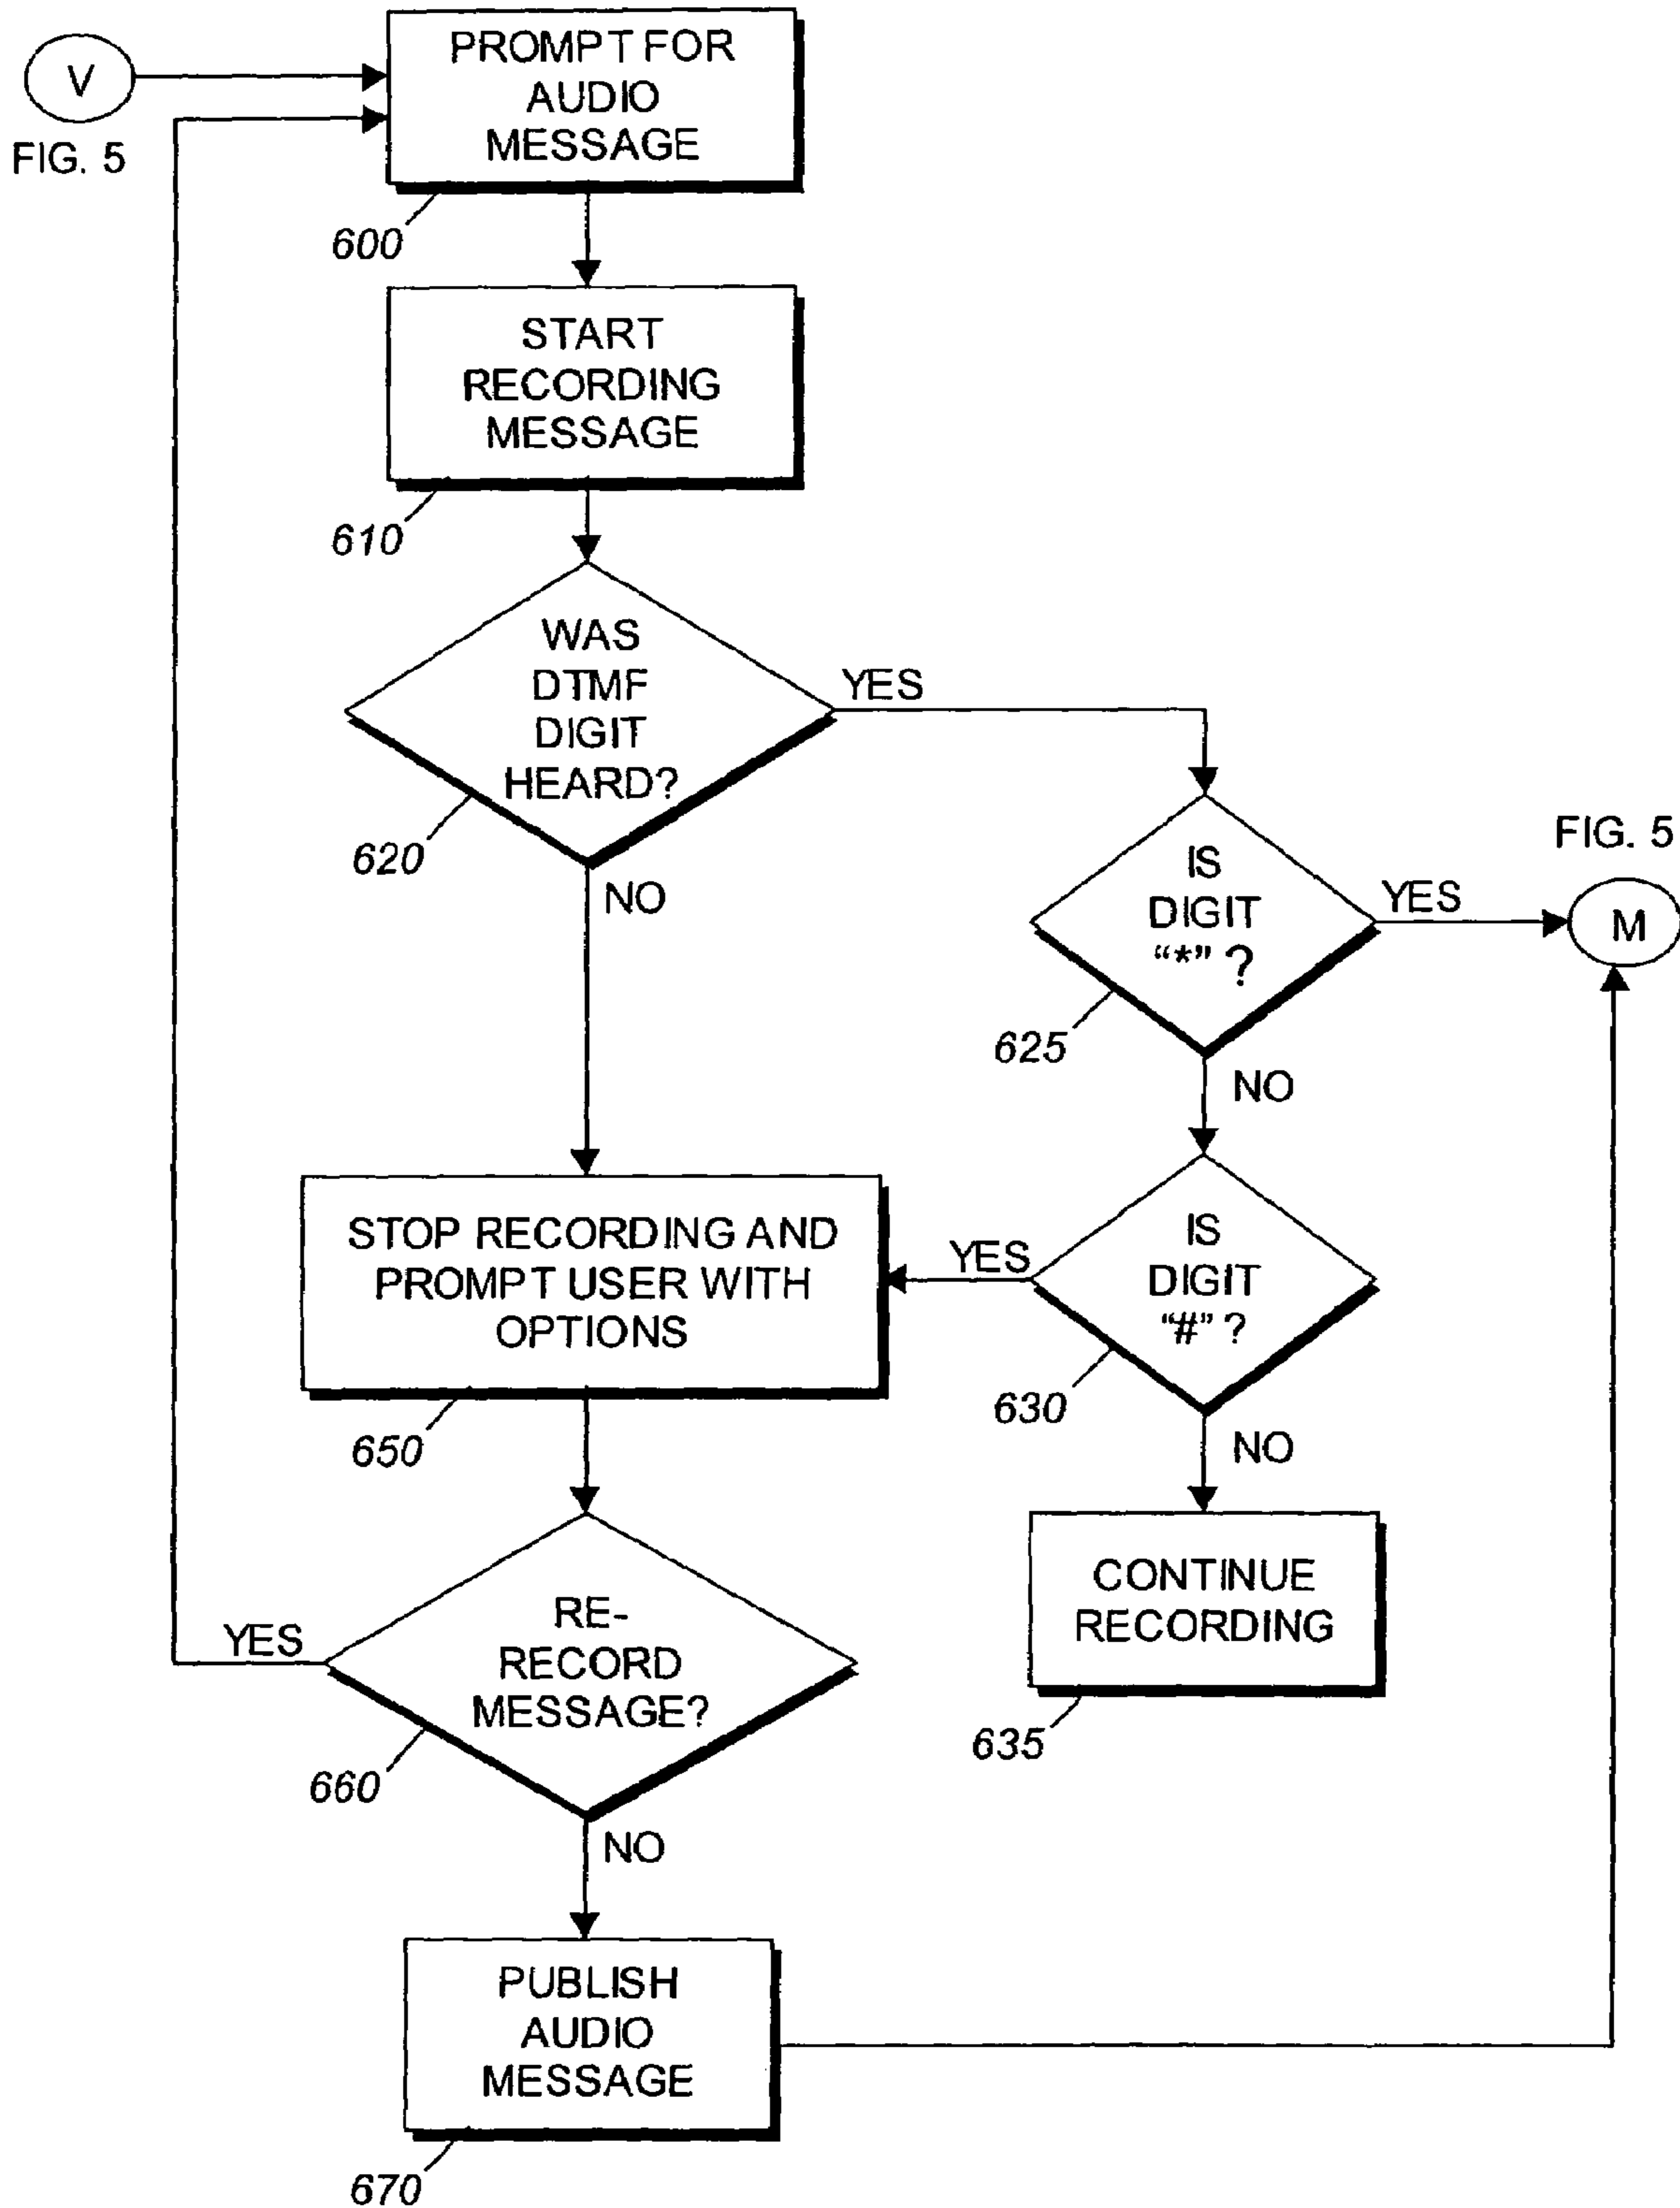 V
FIG. 5
PROMPT FOR
AUDIO
MESSAGE
600
START
RECORDING
MESSAGE
610
WAS
DTMF
DIGIT
HEARD?
YES
620
NO
IS
DIGIT
“*” ?
YES
FIG. 5
M
625
NO
STOP RECORDING AND
PROMPT USER WITH
OPTIONS
YES
IS
DIGIT
“#” ?
650
630
NO
RE-
RECORD
MESSAGE?
YES
CONTINUE
RECORDING
635
660
NO
PUBLISH
AUDIO
MESSAGE
670